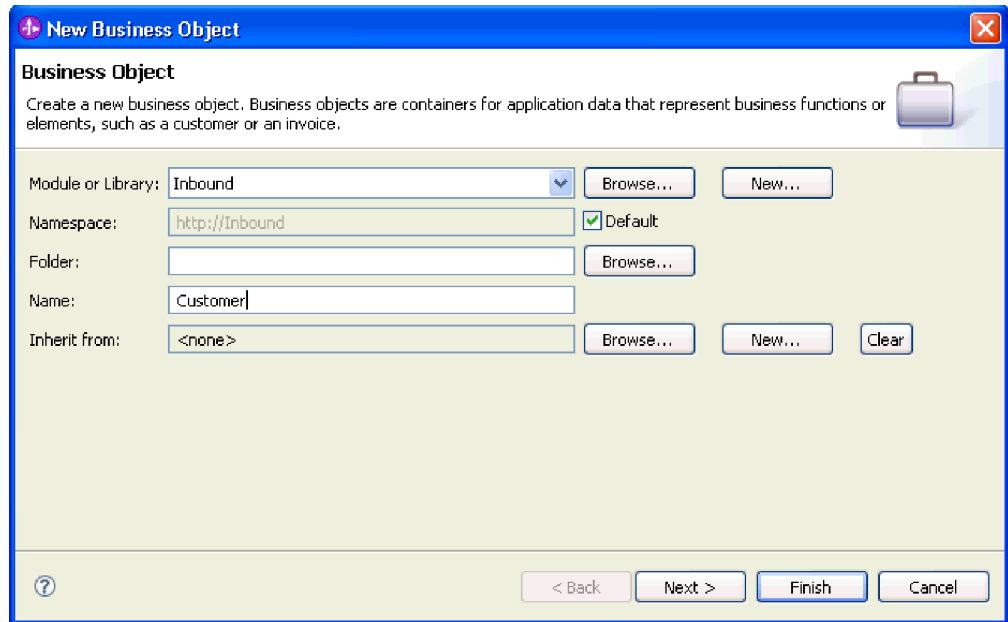 New Business Object
Business Object
Create a new business object. Business objects are containers for application data that represent business functions or
elements, such as a customer or an invoice.
Module or Library: Inbound Browse... New...
Namespace: http://Inbound Default
Folder: Browse...
Name: Customer
Inherit from: <none> Browse... New... Clear
? < Back Next > Finish Cancel